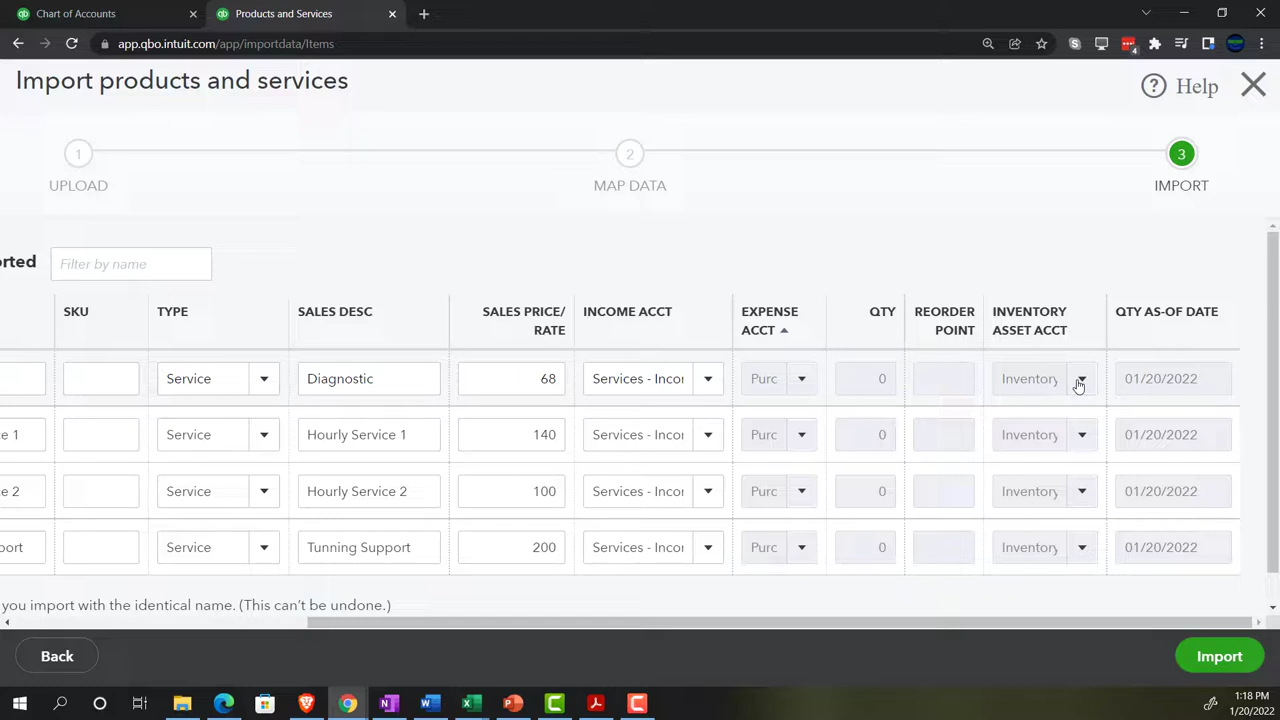 Chart of Accounts
Products and Services
app.qbo.intuit.com/app/importdata/Items
4
Import products and services
Help
1
2
3
UPLOAD
MAP DATA
IMPORT
orted
Filter by name
SKU
TYPE
SALES DESC
SALES PRICE/
RATE
INCOME ACCT
EXPENSE
ACCT
QTY
REORDER
POINT
INVENTORY
ASSET ACCT
QTY AS-OF DATE
Service
Diagnostic
68
Services - Incor
Purc
0
Inventory
01/20/2022
e 1
Service
Hourly Service 1
140
Services - Incor
Purc
0
Inventory
01/20/2022
e 2
Service
Hourly Service 2
100
Services - Incor
Purc
0
Inventory
01/20/2022
port
Service
Tunning Support
200
Services - Incor
Purc
0
Inventory
01/20/2022
you import with the identical name. (This can't be undone.)
Back
Import
1:18 PM
1/20/2022